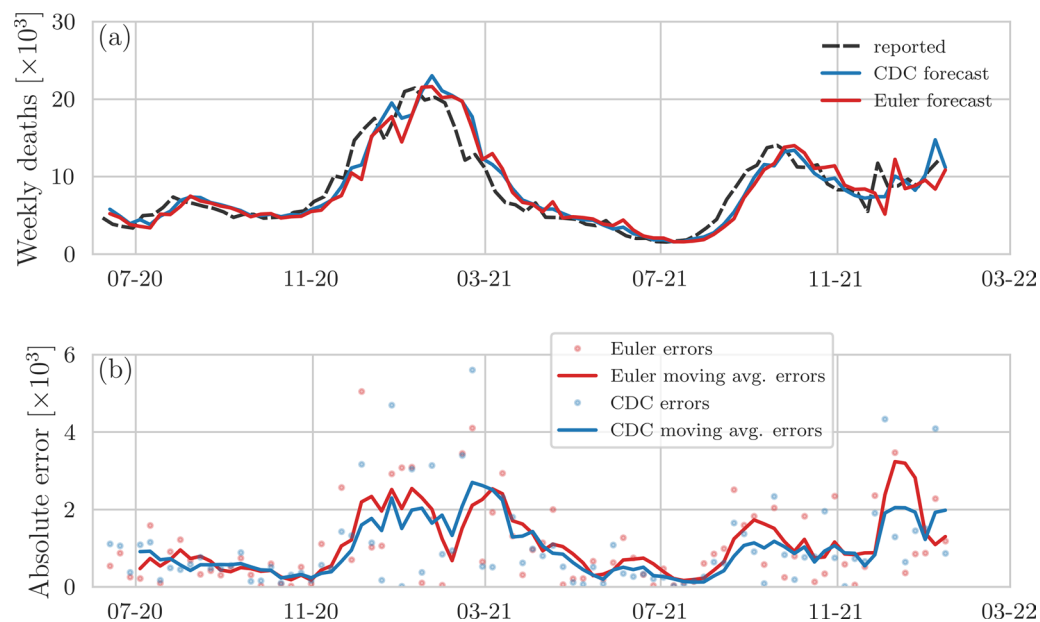 30
20
10
0
Weekly deaths [×10³]
(a)
reported
CDC forecast
Euler forecast
07-20 11-20 03-21 07-21 11-21 03-22
6
4
2
0
Absolute error [×10³]
(b)
Euler errors
Euler moving avg. errors
CDC errors
CDC moving avg. errors
07-20 11-20 03-21 07-21 11-21 03-22